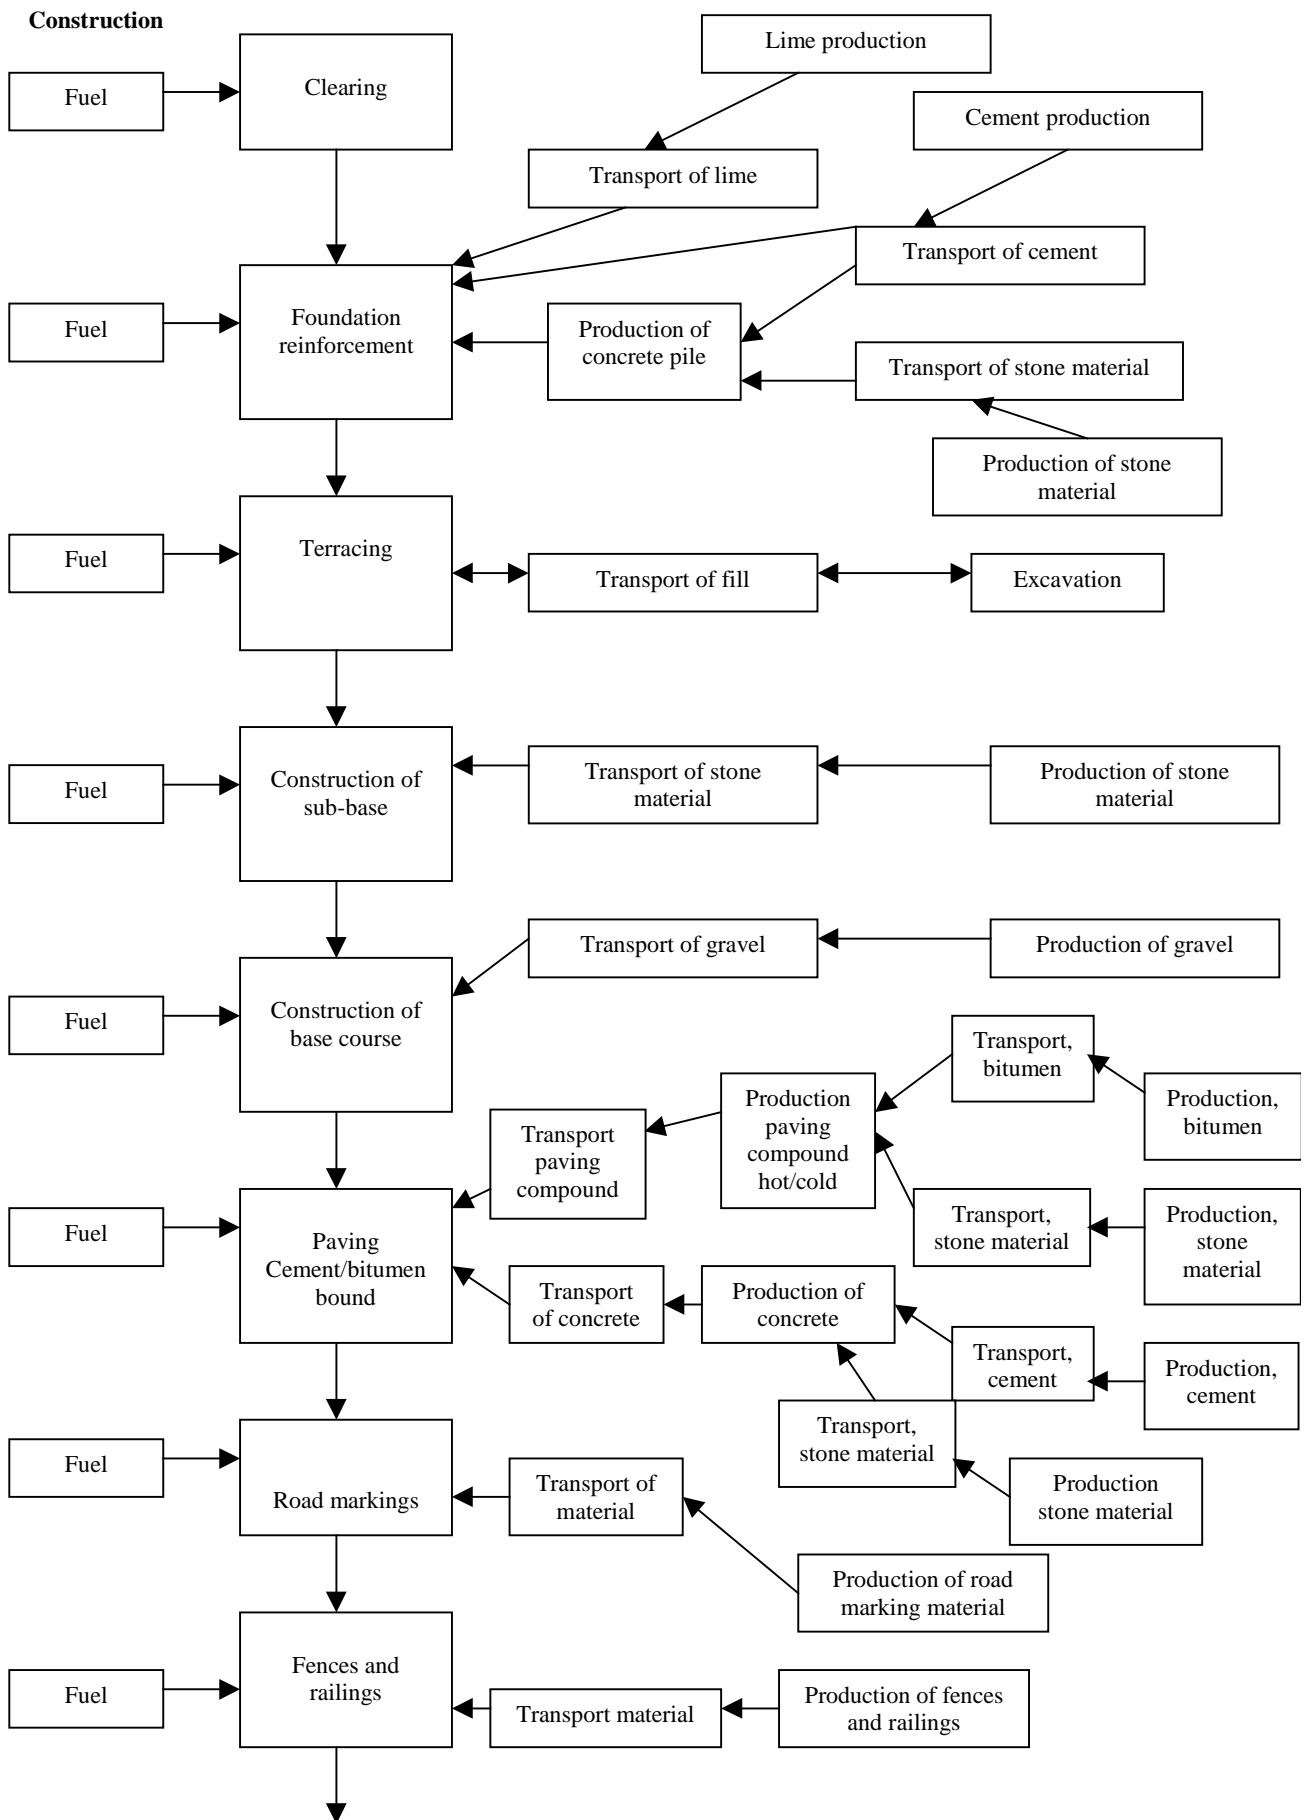 Construction
Lime production
Fuel
Clearing
Cement production
Transport of lime
Transport of cement
Fuel
Foundation
reinforcement
Production of
concrete pile
Transport of stone material
Production of stone
material
Fuel
Terracing
Transport of fill
Excavation
Fuel
Construction of
sub-base
Transport of stone
material
Production of stone
material
Transport of gravel
Production of gravel
Fuel
Construction of
base course
Transport,
bitumen
Production,
bitumen
Production
paving
compound
hot/cold
Transport
paving
compound
Transport,
stone material
Production,
stone
material
Fuel
Paving
Cement/bitumen
bound
Transport
of concrete
Production of
concrete
Transport,
cement
Production,
cement
Transport,
stone material
Production
stone material
Fuel
Road markings
Transport of
material
Production of road
marking material
Fuel
Fences and
railings
Transport material
Production of fences
and railings